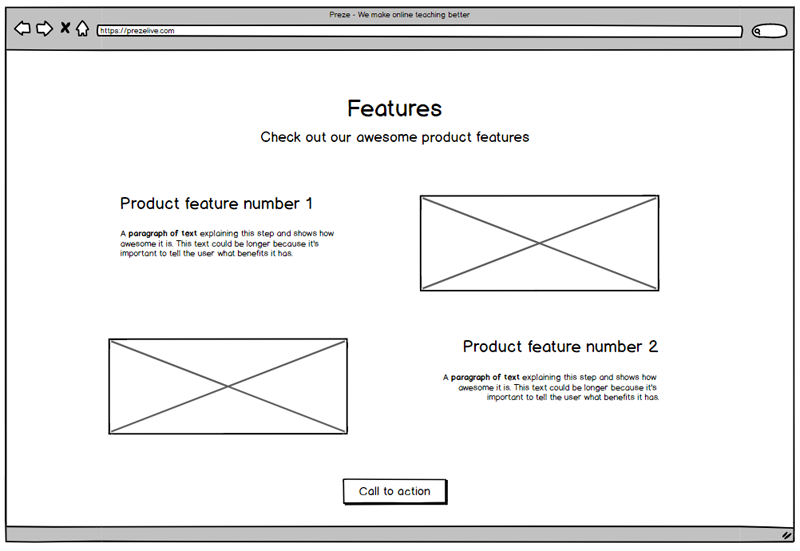 Preze - We make online teaching better
https://prezelive.com
Features
Check out our awesome product features
Product feature number 1
A paragraph of text explaining this step and shows how
awesome it is. This text could be longer because it's
important to tell the user what benefits it has.
Product feature number 2
A paragraph of text explaining this step and shows how
awesome it is. This text could be longer because it's
important to tell the user what benefits it has.
Call to action